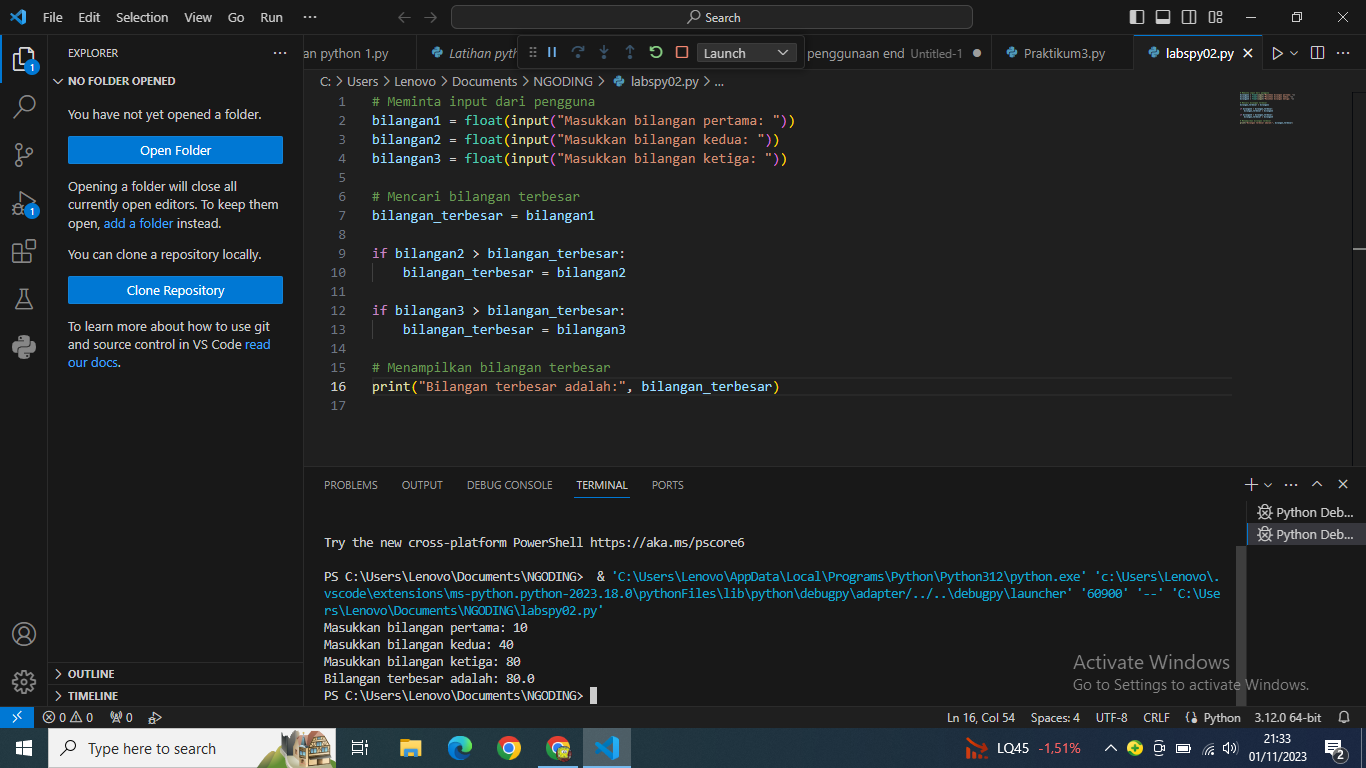 File Edit Selection View Go Run ···
Search
EXPLORER ···
NO FOLDER OPENED
You have not yet opened a folder.
Open Folder
Opening a folder will close all
currently open editors. To keep them
open, add a folder instead.
You can clone a repository locally.
Clone Repository
To learn more about how to use git
and source control in VS Code read
our docs.
OUTLINE
TIMELINE
1
1
an python 1.py
Latihan pyth
Launch
penggunaan end Untitled-1
Praktikum3.py
labspy02.py
C: > Users > Lenovo > Documents > NGODING > labspy02.py > ...
1 # Meminta input dari pengguna
2 bilangan1 = float(input("Masukkan bilangan pertama: "))
3 bilangan2 = float(input("Masukkan bilangan kedua: "))
4 bilangan3 = float(input("Masukkan bilangan ketiga: "))
5
6 # Mencari bilangan terbesar
7 bilangan_terbesar = bilangan1
8
9 if bilangan2 > bilangan_terbesar:
10     bilangan_terbesar = bilangan2
11
12 if bilangan3 > bilangan_terbesar:
13     bilangan_terbesar = bilangan3
14
15 # Menampilkan bilangan terbesar
16 print("Bilangan terbesar adalah:", bilangan_terbesar)
17
PROBLEMS OUTPUT DEBUG CONSOLE TERMINAL PORTS
Python Deb...
Python Deb...
Try the new cross-platform PowerShell https://aka.ms/pscore6
PS C:\Users\Lenovo\Documents\NGODING>  & 'C:\Users\Lenovo\AppData\Local\Programs\Python\Python312\python.exe' 'c:\Users\Lenovo\.
vscode\extensions\ms-python.python-2023.18.0\pythonFiles\lib\python\debugpy\adapter/../..\debugpy\launcher' '60900' '--' 'C:\Use
rs\Lenovo\Documents\NGODING\labspy02.py'
Masukkan bilangan pertama: 10
Masukkan bilangan kedua: 40
Masukkan bilangan ketiga: 80
Bilangan terbesar adalah: 80.0
PS C:\Users\Lenovo\Documents\NGODING>
Activate Windows
Go to Settings to activate Windows.
0 0 0
Ln 16, Col 54 Spaces: 4 UTF-8 CRLF Python 3.12.0 64-bit
Type here to search
LQ45 -1,51%
21:33
01/11/2023
2